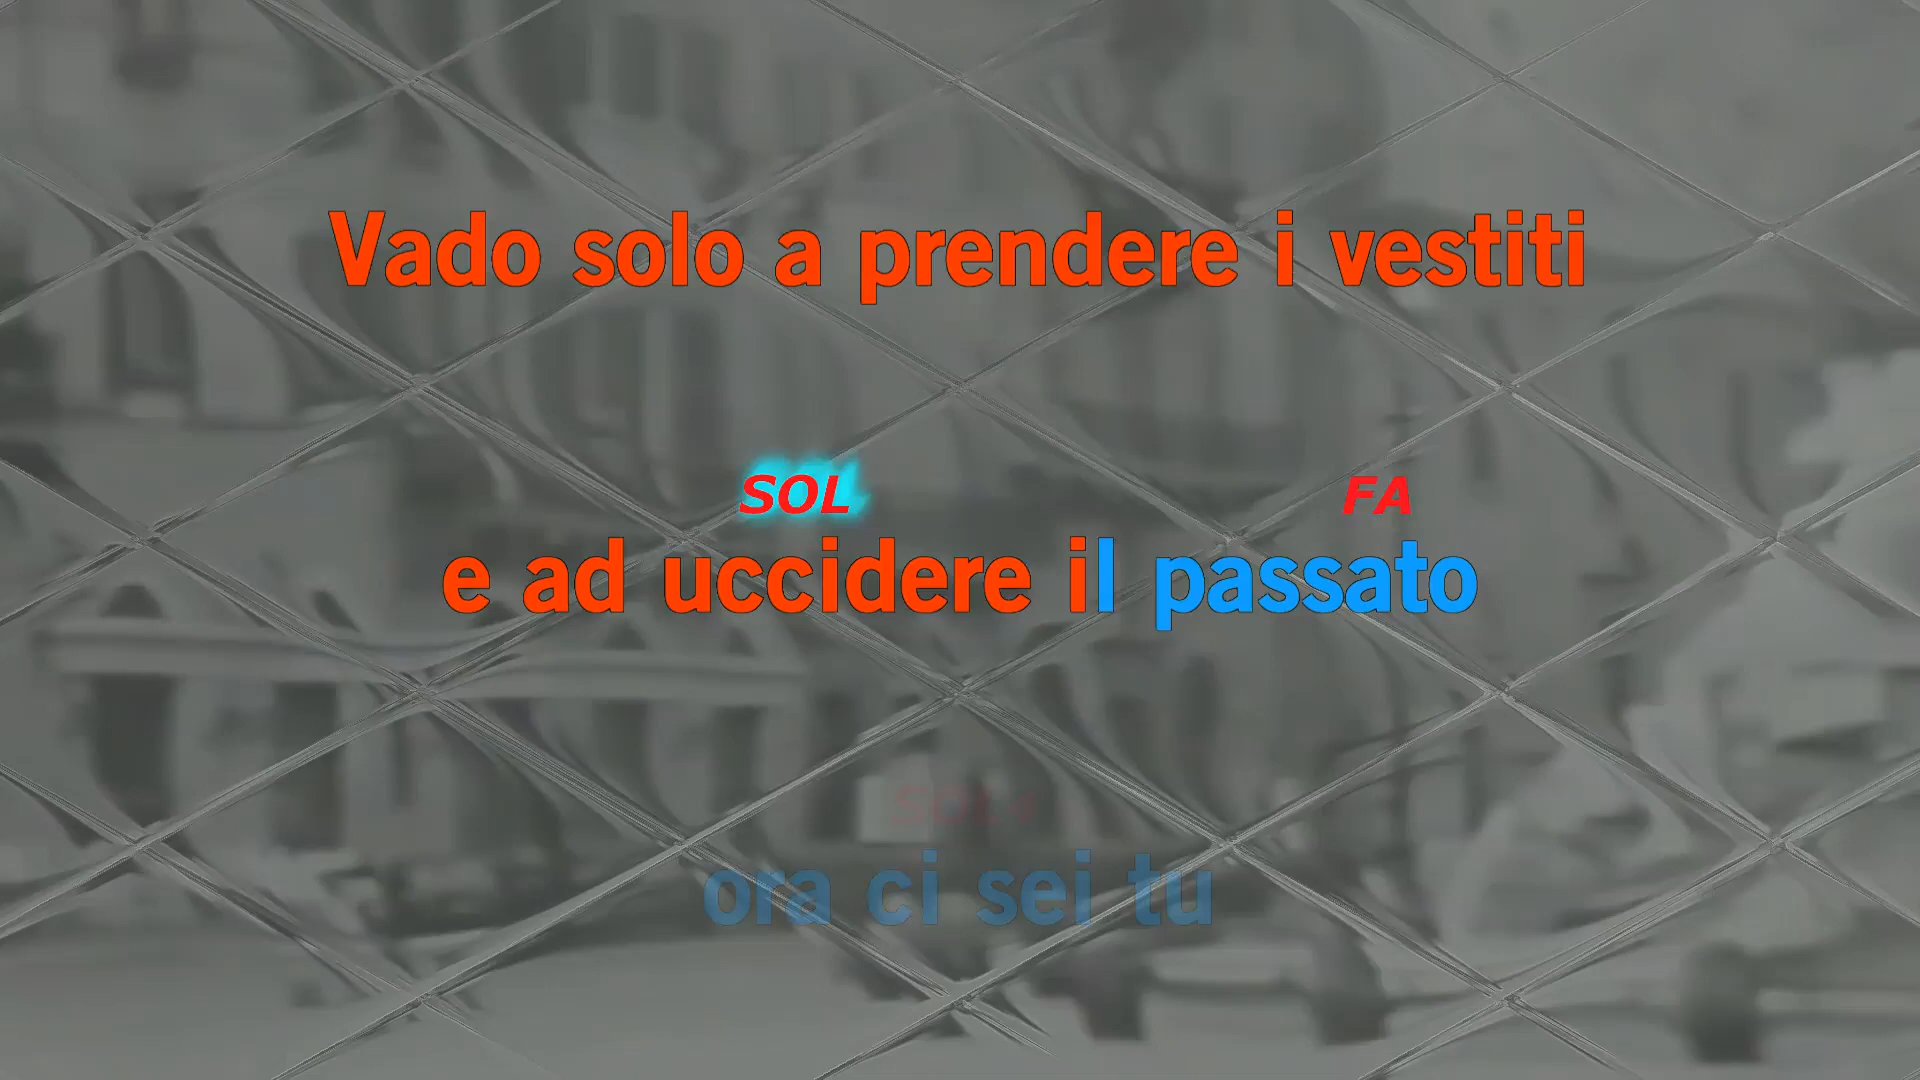 Vado solo a prendere i vestiti
SOL FA
e ad uccidere il passato
ora ci sei tu